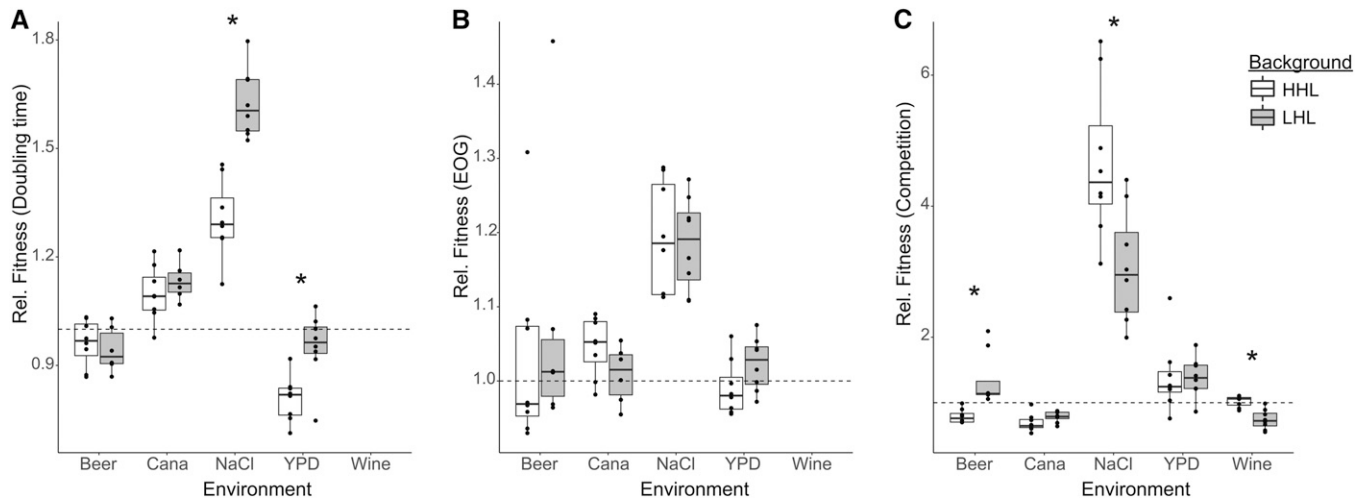 A
Rel. Fitness (Doubling time)
1.8
1.5
1.2
0.9
*
*
Beer Cana NaCl YPD Wine
Environment
B
Rel. Fitness (EOG)
1.4
1.3
1.2
1.1
1.0
Beer Cana NaCl YPD Wine
Environment
C
Rel. Fitness (Competition)
6
4
2
*
*
*
Beer Cana NaCl YPD Wine
Environment
Background
HHL
LHL